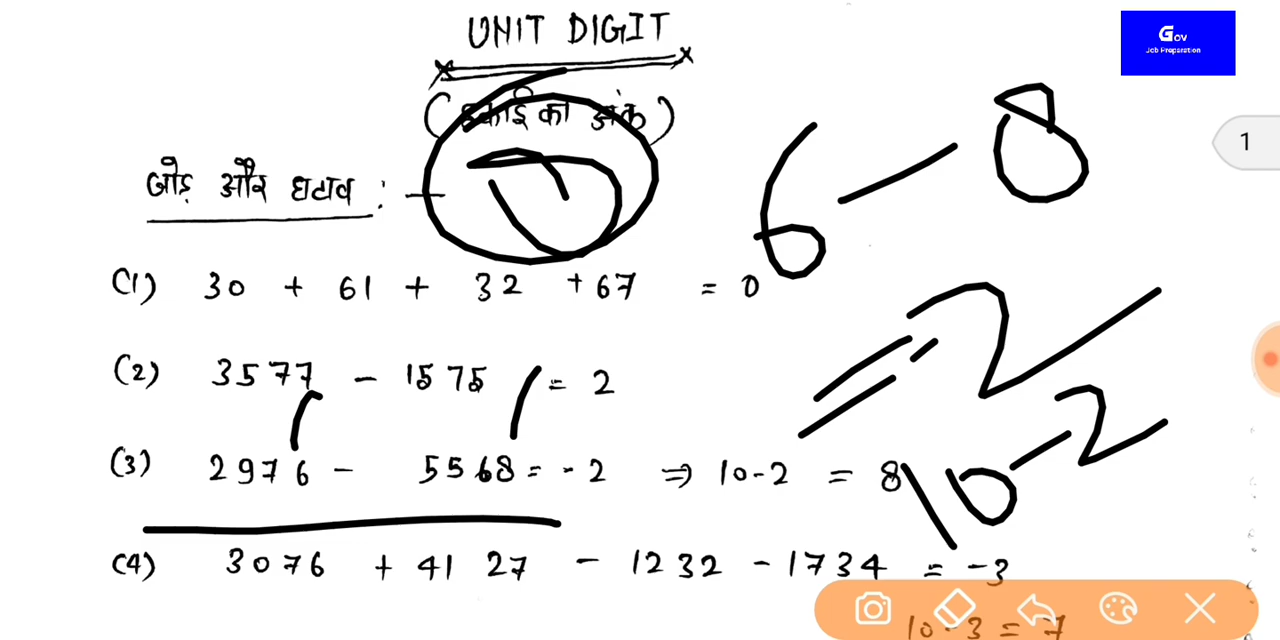 UNIT DIGIT
Gov
Job Preparation
(इकाई का अंक)
6 - 8
1
जोड़ और घटाव : -
(1) 30 + 61 + 32 + 67 = 0
= - 2
(2) 3577 - 1575 = 2
10 - 2
(3) 2976 - 5568 = -2 ⇒ 10-2 = 8
(4) 3076 + 4127 - 1232 - 1734 = -3
10-3 = 7